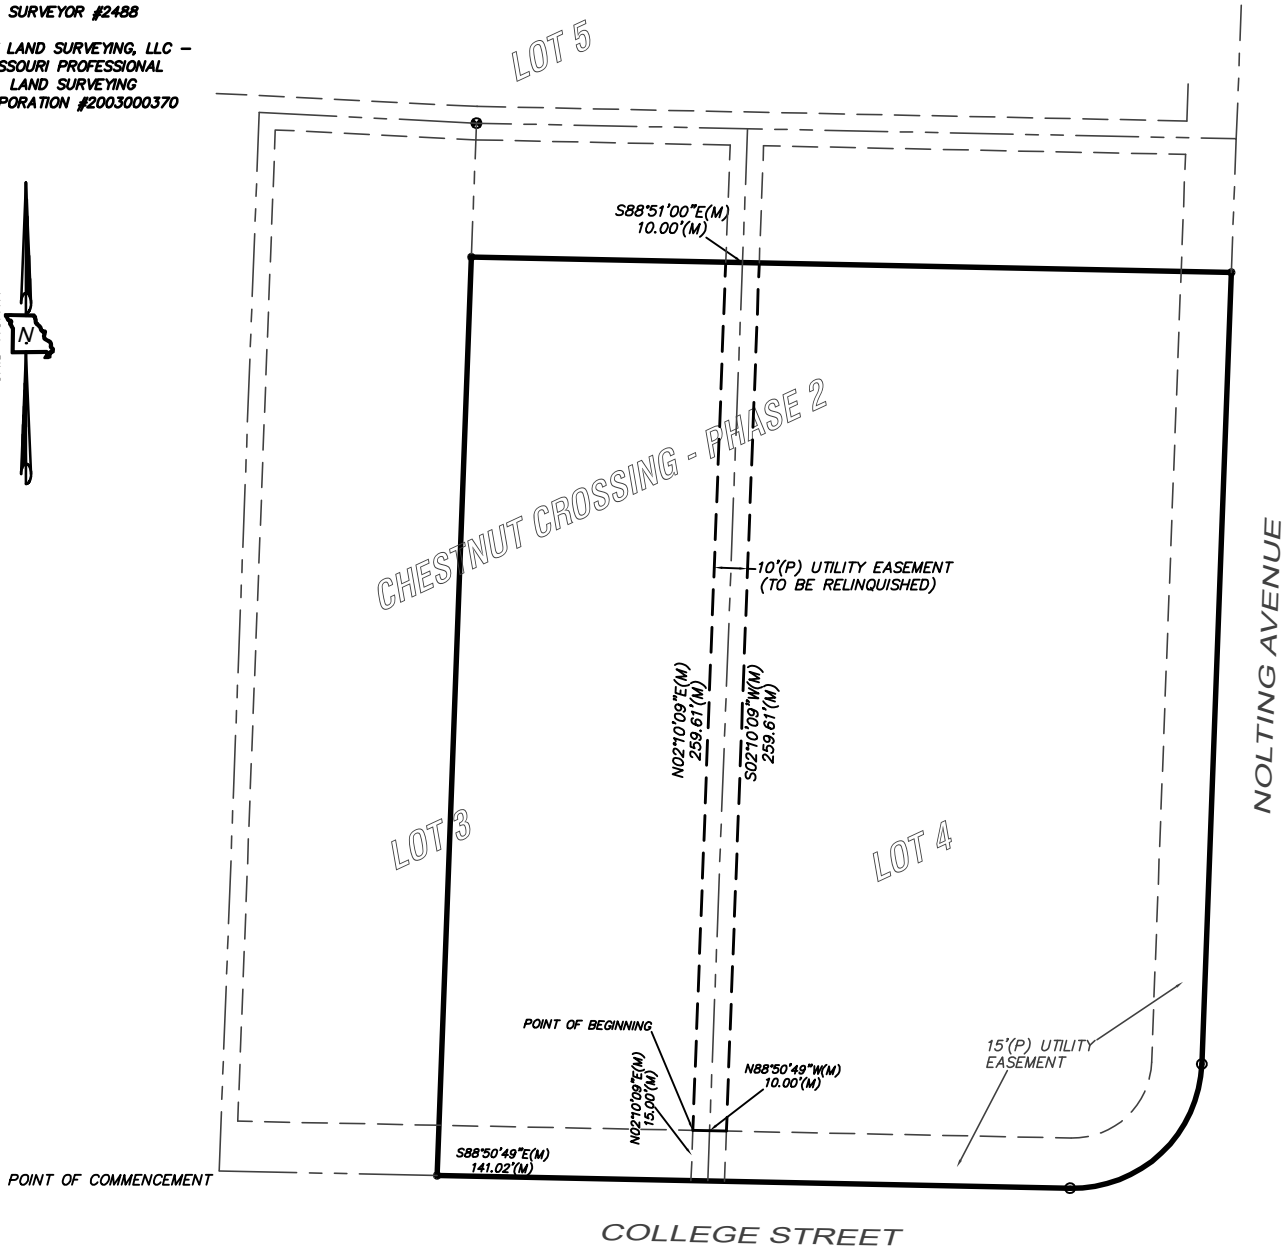 SURVEYOR #2488
LAND SURVEYING, LLC –
SSOURI PROFESSIONAL
LAND SURVEYING
PORATION #2003000370
LOT 5
N
S88°51'00"E(M)
10.00'(M)
CHESTNUT CROSSING - PHASE 2
10'(P) UTILITY EASEMENT
(TO BE RELINQUISHED)
NOLTING AVENUE
N02°10'09"E(M)
259.61'(M)
S02°10'09"W(M)
259.61'(M)
LOT 3
LOT 4
POINT OF BEGINNING
N02°10'09"E(M)
15.00'(M)
N88°50'49"W(M)
10.00'(M)
15'(P) UTILITY
EASEMENT
S88°50'49"E(M)
141.02'(M)
POINT OF COMMENCEMENT
COLLEGE STREET